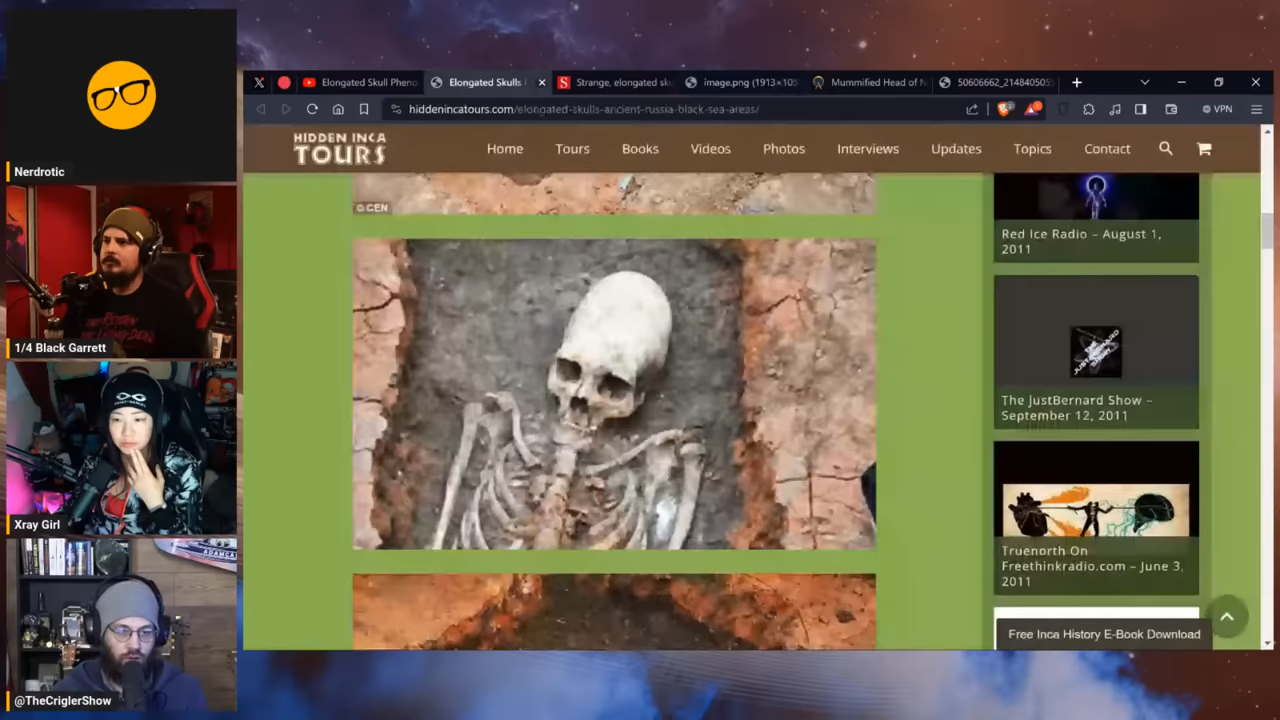 Nerdrotic
1/4 Black Garrett
Xray Girl
@TheCriglerShow
Elongated Skull Pheno
Elongated Skulls
Strange, elongated sk
image.png (1913×10
Mummified Head of N
50606662_214840505
hiddenincatours.com/elongated-skulls-ancient-russia-black-sea-areas/
VPN
HIDDEN INCA
TOURS
Home
Tours
Books
Videos
Photos
Interviews
Updates
Topics
Contact
© CEN
Red Ice Radio – August 1,
2011
The JustBernard Show –
September 12, 2011
Truenorth On
Freethinkradio.com – June 3,
2011
Free Inca History E-Book Download